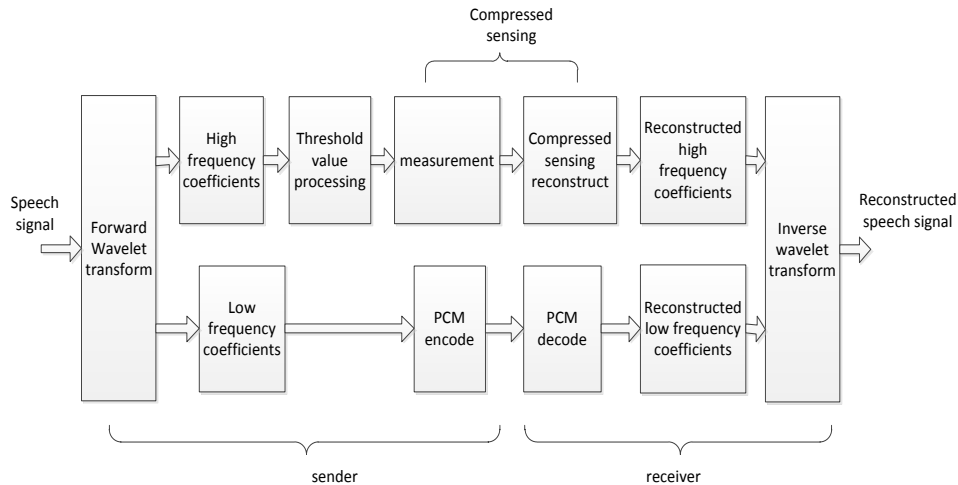 Compressed
sensing
High
frequency
coefficients
Threshold
value
processing
measurement
Compressed
sensing
reconstruct
Reconstructed
high
frequency
coefficients
Speech
signal
Forward
Wavelet
transform
Inverse
wavelet
transform
Reconstructed
speech signal
Low
frequency
coefficients
PCM
encode
PCM
decode
Reconstructed
low frequency
coefficients
sender
receiver